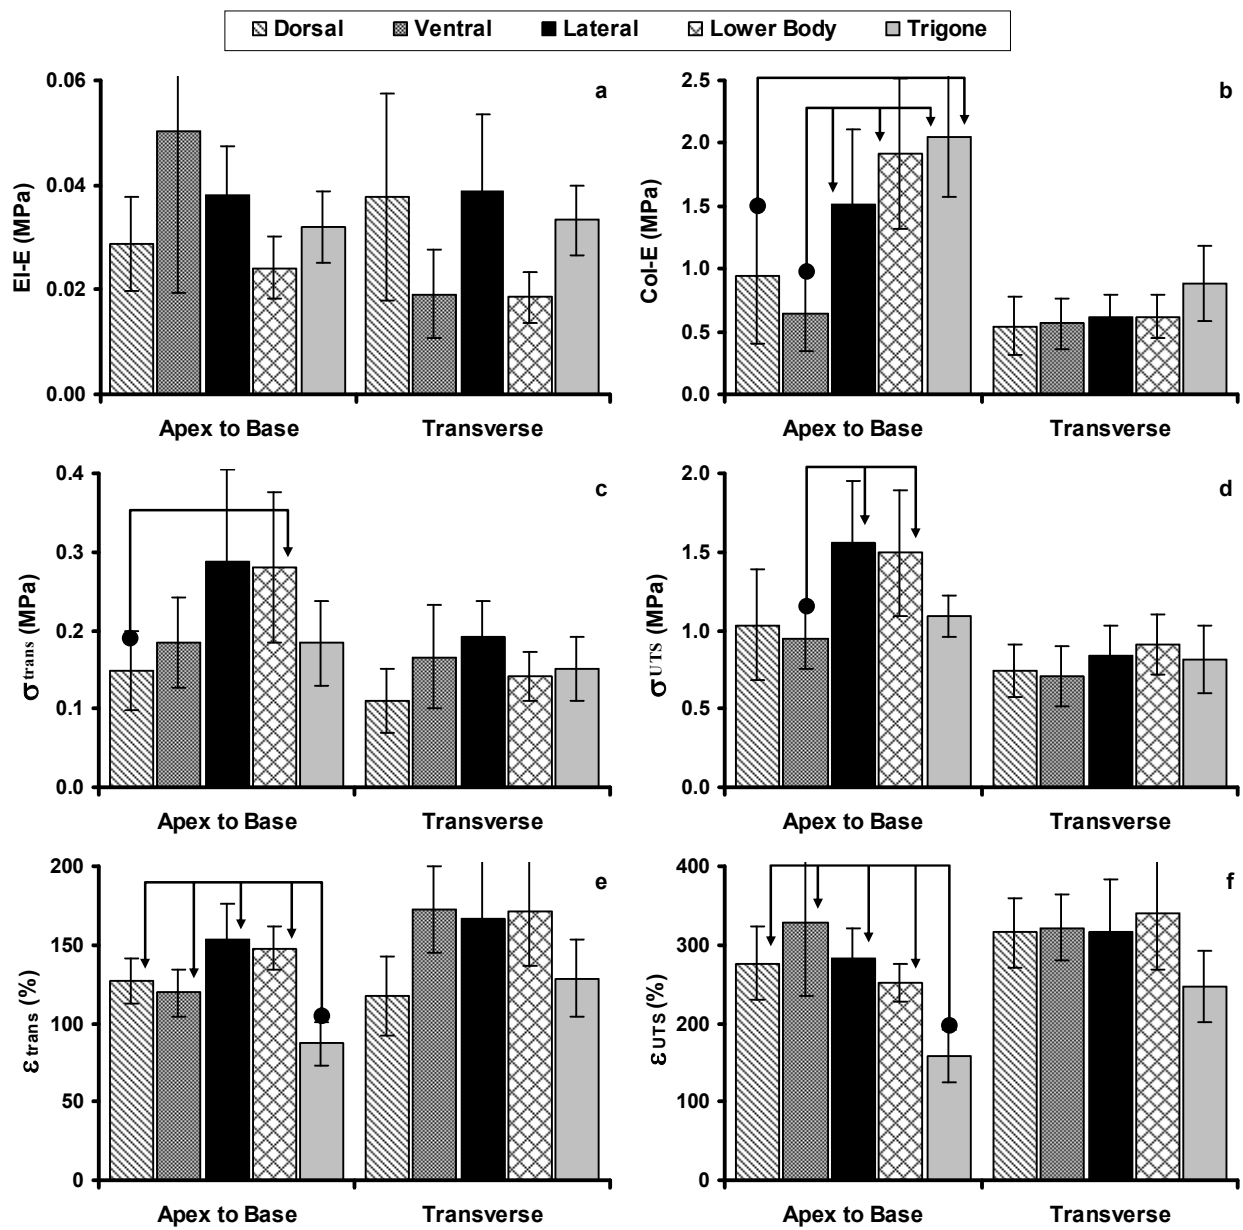 Dorsal Ventral Lateral Lower Body Trigone
a
El-E (MPa)
0.06
0.04
0.02
0.00
Apex to Base Transverse
b
Col-E (MPa)
2.5
2.0
1.5
1.0
0.5
0.0
Apex to Base Transverse
c
σtrans (MPa)
0.4
0.3
0.2
0.1
0.0
Apex to Base Transverse
d
σUTS (MPa)
2.0
1.5
1.0
0.5
0.0
Apex to Base Transverse
e
εtrans (%)
200
150
100
50
0
Apex to Base Transverse
f
εUTS (%)
400
300
200
100
0
Apex to Base Transverse